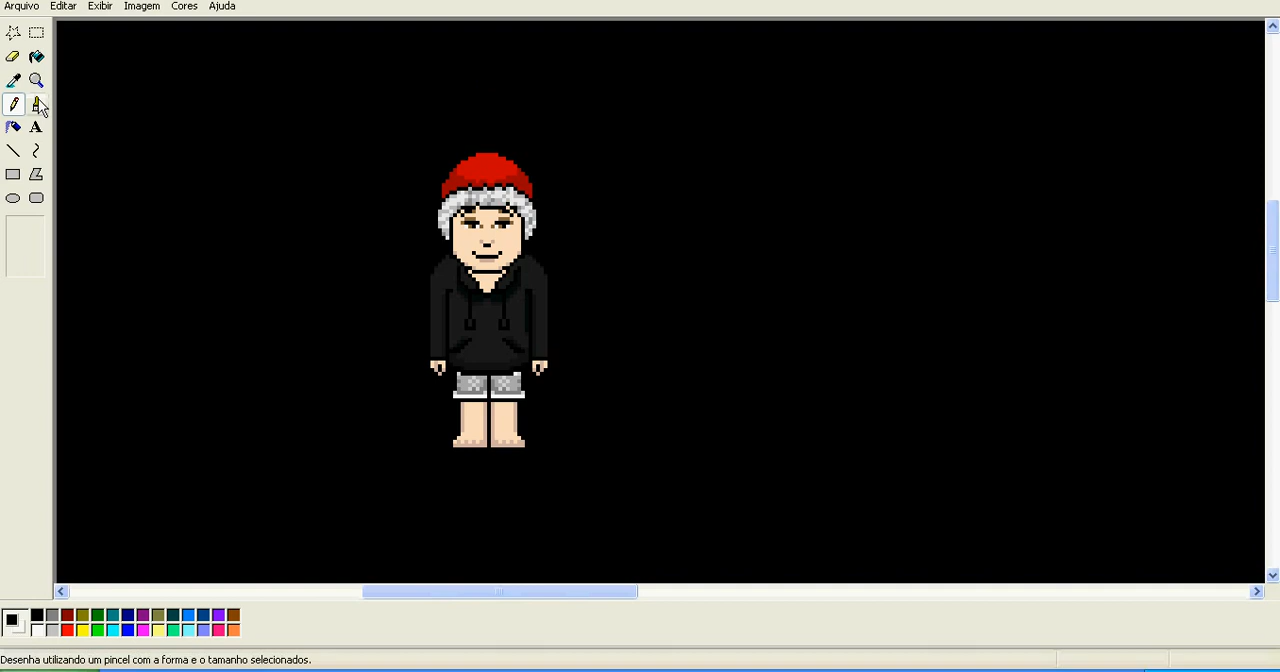 Arquivo Editar Exibir Imagem Cores Ajuda
A
Desenha utilizando um pincel com a forma e o tamanho selecionados.